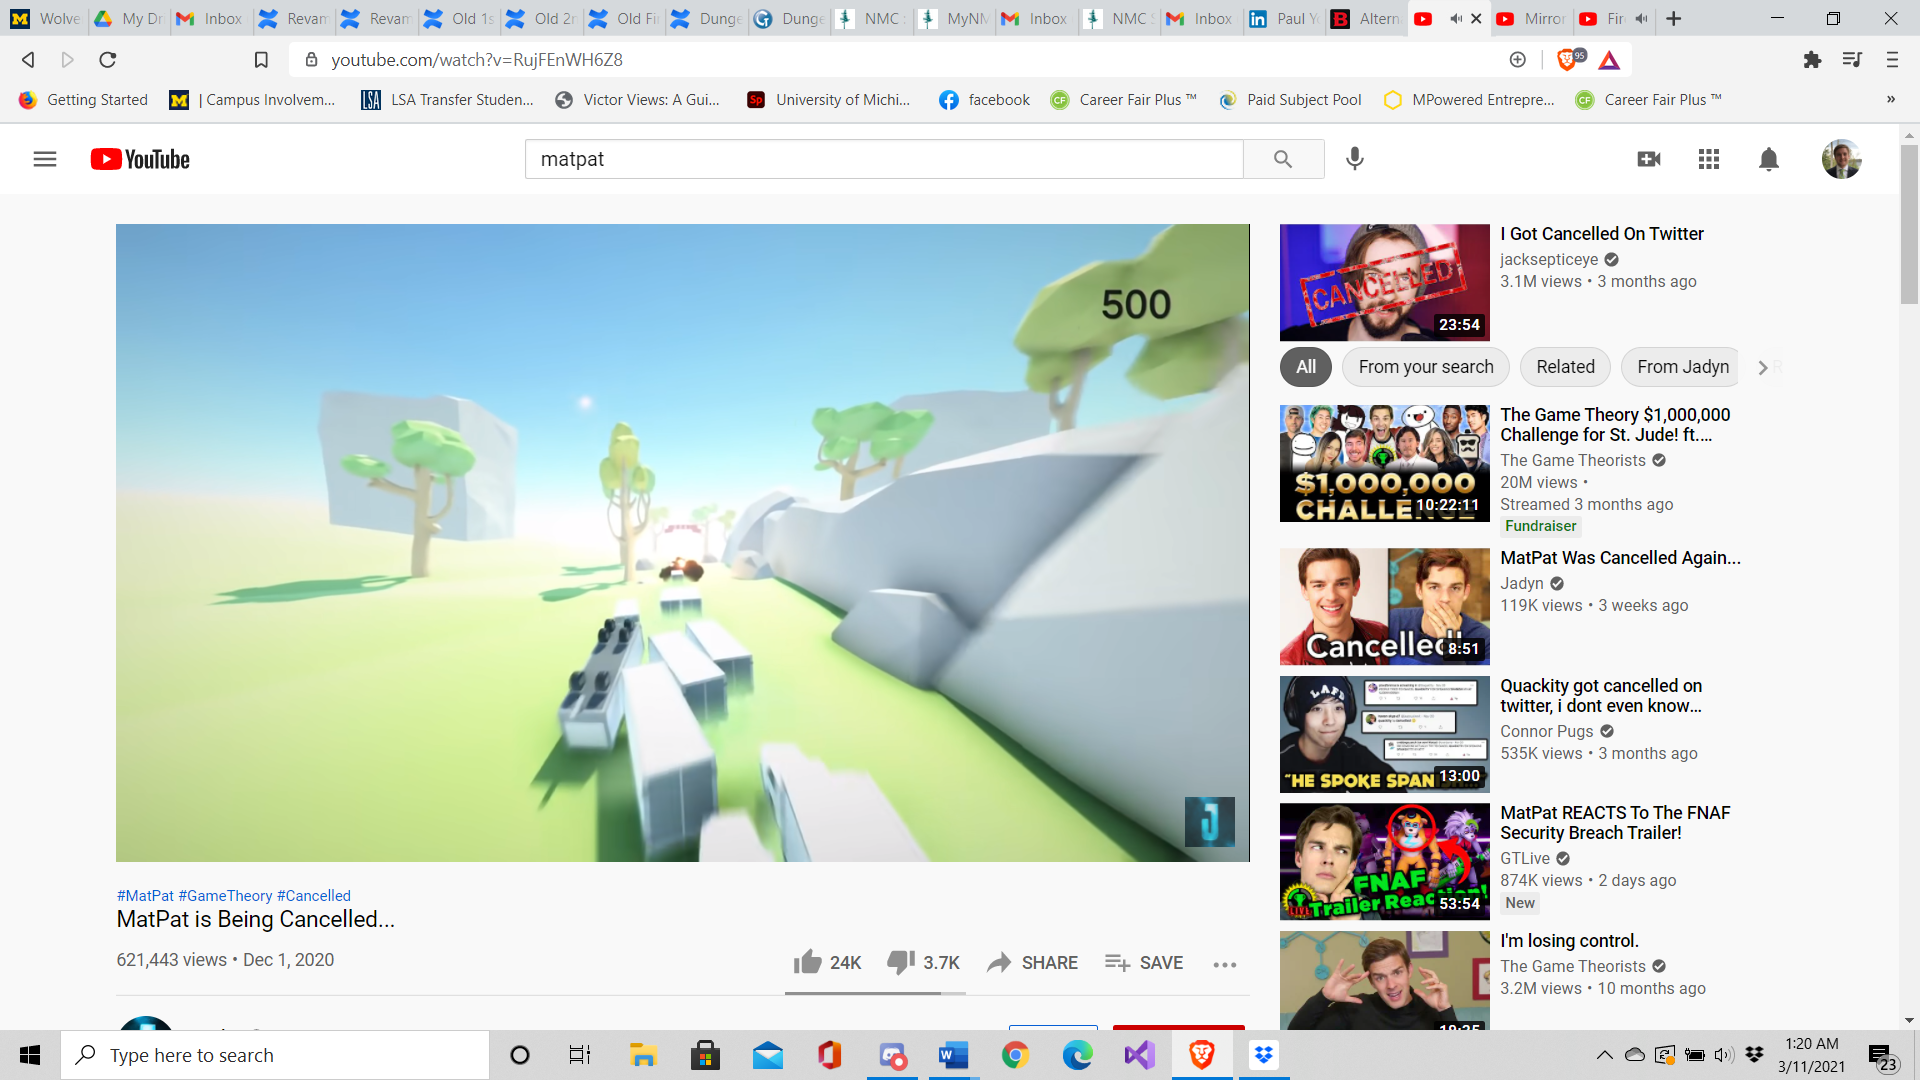 Wolve
My Dr
Inbox
Revam
Revam
Old 1s
Old 2n
Old Fi
Dunge
Dunge
NMC
MyNM
Inbox
NMC S
Inbox
Paul Y
Altern
Mirror
Fir
youtube.com/watch?v=RujFEnWH6Z8
95
Getting Started
| Campus Involvem...
LSA Transfer Studen...
Victor Views: A Gui...
University of Michi...
facebook
Career Fair Plus ™
Paid Subject Pool
MPowered Entrepre...
Career Fair Plus ™
»
YouTube
matpat
500
J
#MatPat #GameTheory #Cancelled
MatPat is Being Cancelled...
621,443 views • Dec 1, 2020
24K
3.7K
SHARE
SAVE
CANCELLED
23:54
I Got Cancelled On Twitter
jacksepticeye
3.1M views • 3 months ago
All
From your search
Related
From Jadyn
$1,000,000
CHALLENGE
10:22:11
The Game Theory $1,000,000
Challenge for St. Jude! ft....
The Game Theorists
20M views •
Streamed 3 months ago
Fundraiser
Cancelled!
8:51
MatPat Was Cancelled Again...
Jadyn
119K views • 3 weeks ago
LAFD
"HE SPOKE SPAN
13:00
Quackity got cancelled on
twitter, i dont even know...
Connor Pugs
535K views • 3 months ago
LIVE
FNAF
Trailer Reaction!
53:54
MatPat REACTS To The FNAF
Security Breach Trailer!
GTLive
874K views • 2 days ago
New
I'm losing control.
The Game Theorists
3.2M views • 10 months ago
Type here to search
1:20 AM
3/11/2021
23